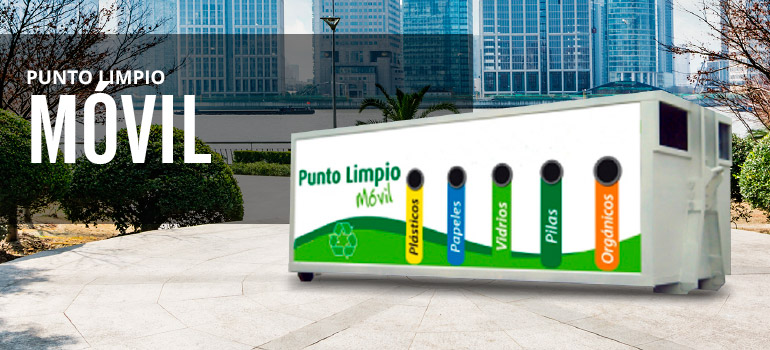 PUNTO LIMPIO
MÓVIL
Punto Limpio
Móvil
Plásticos
Papeles
Vidrios
Pilas
Orgánicos